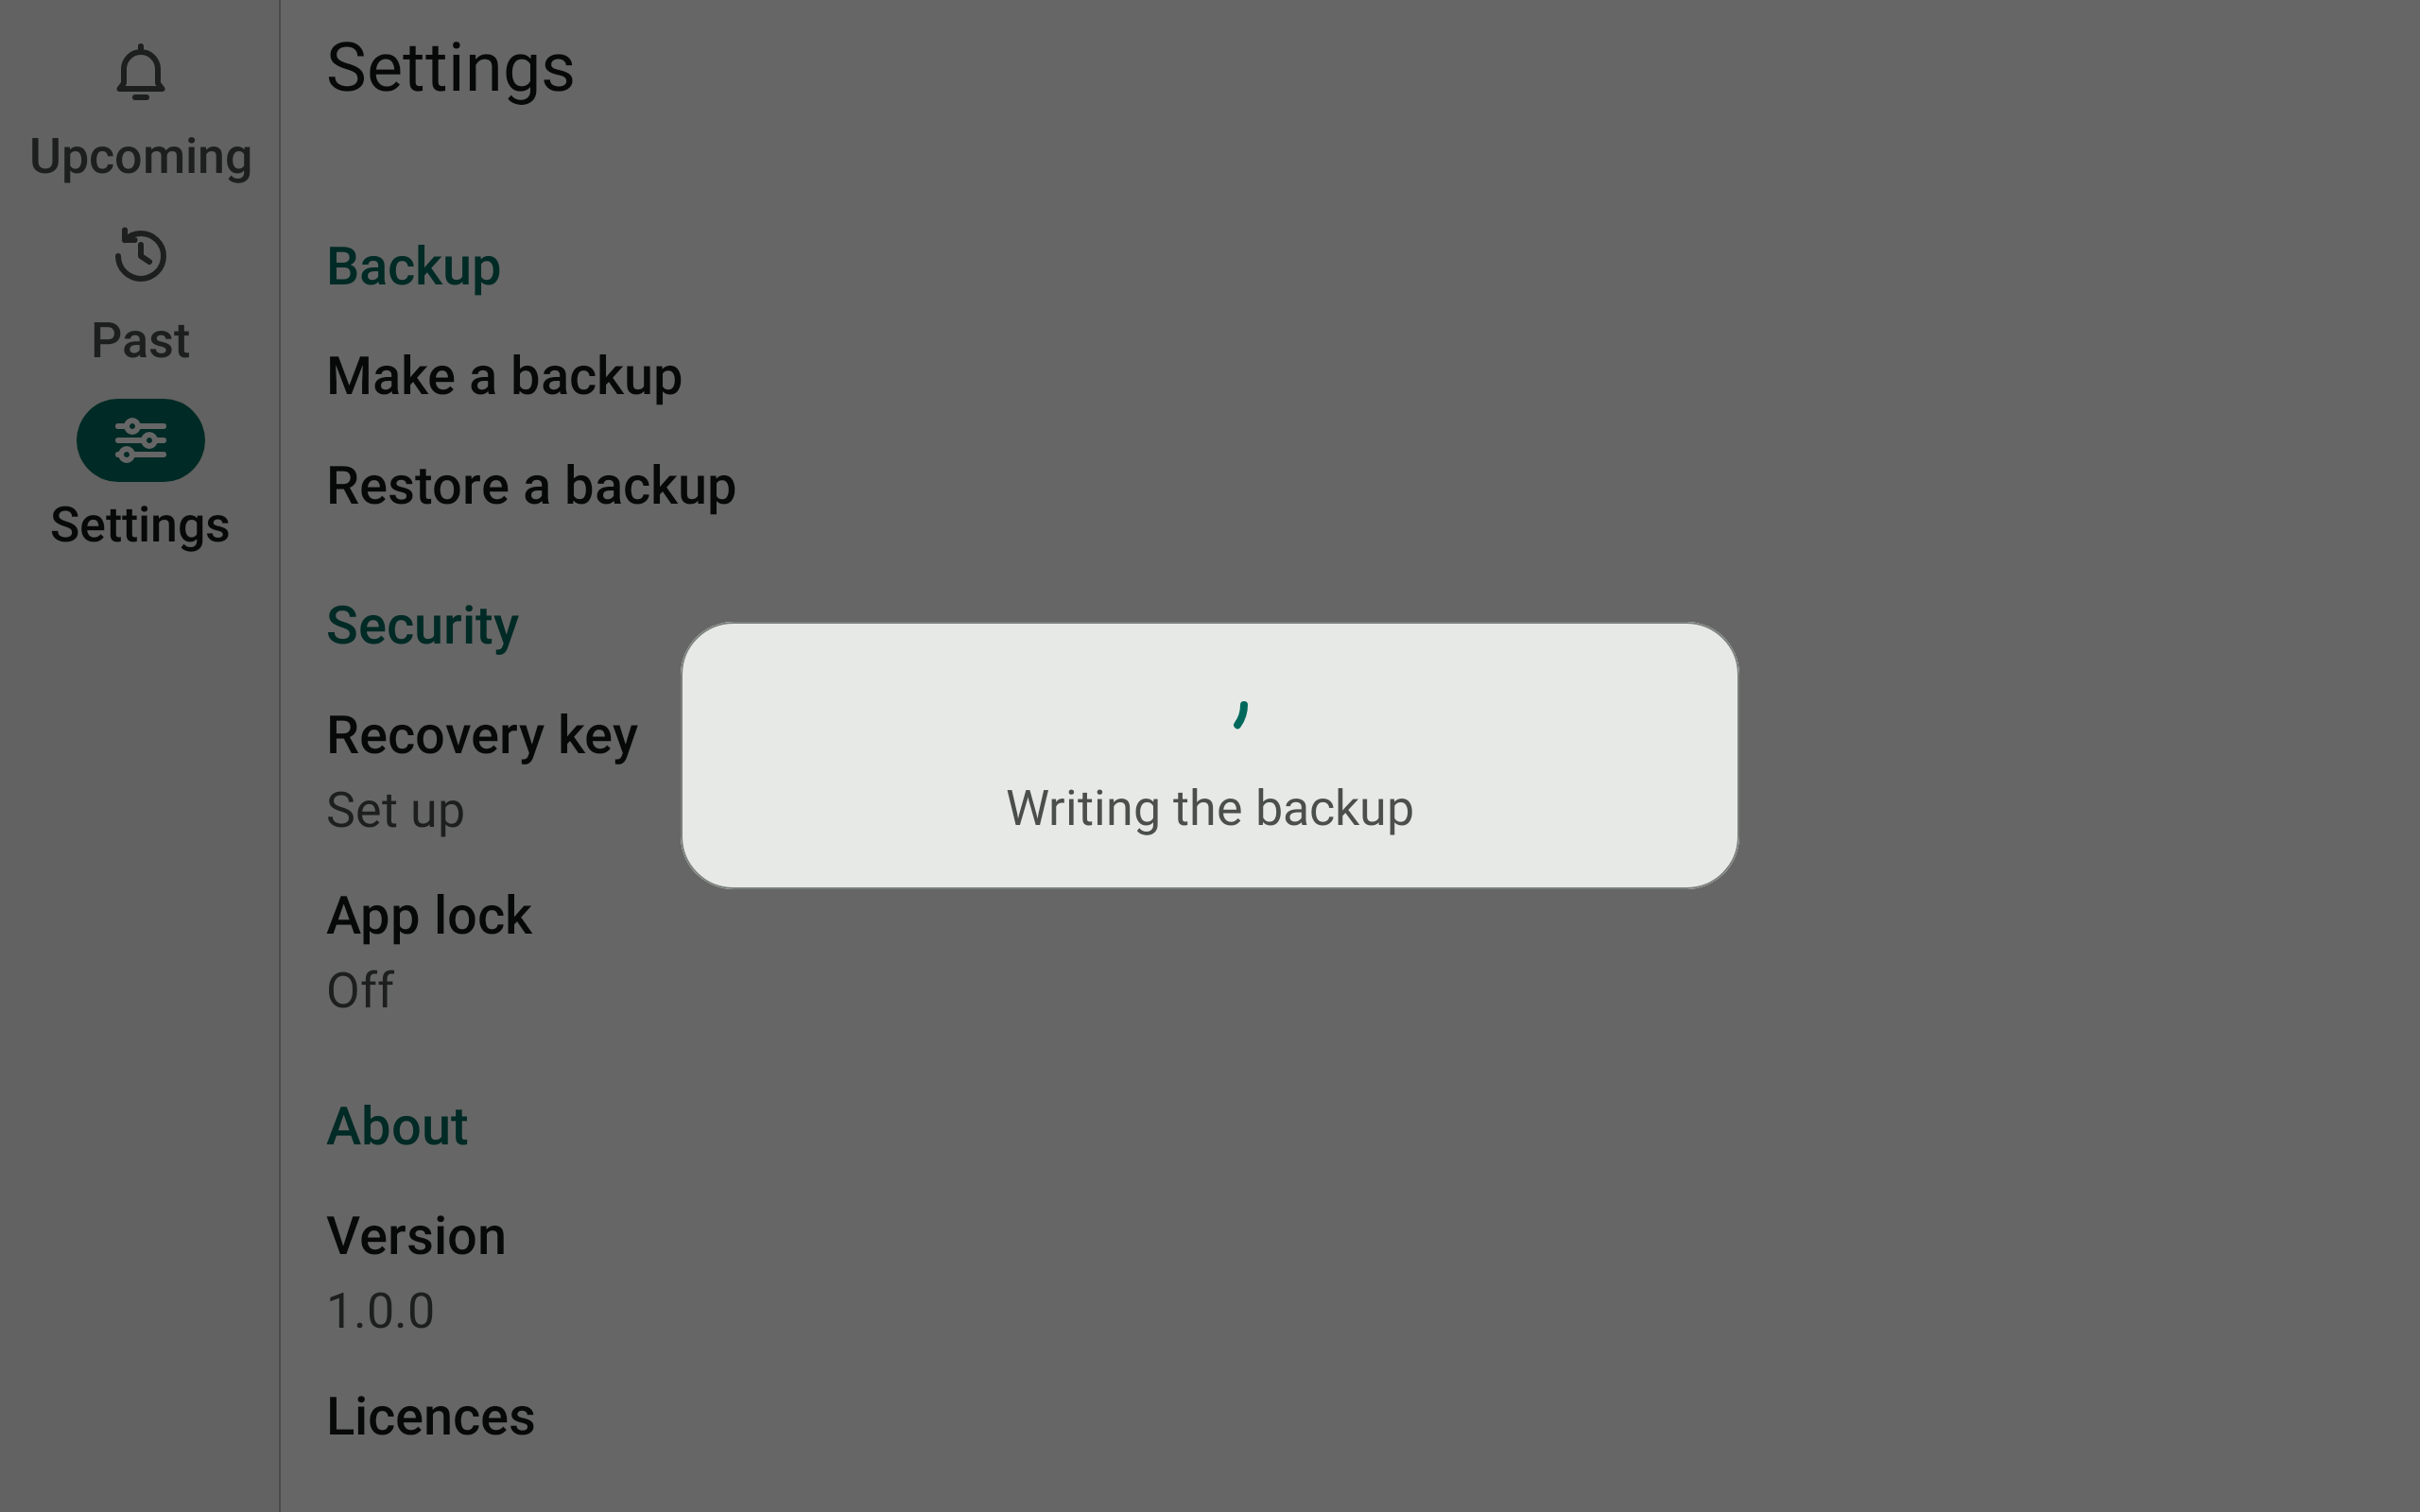 Upcoming
Past
Settings
Settings
Backup
Make a backup
Restore a backup
Security
Recovery key
Set up
App lock
Off
About
Version
1.0.0
Licences
Writing the backup